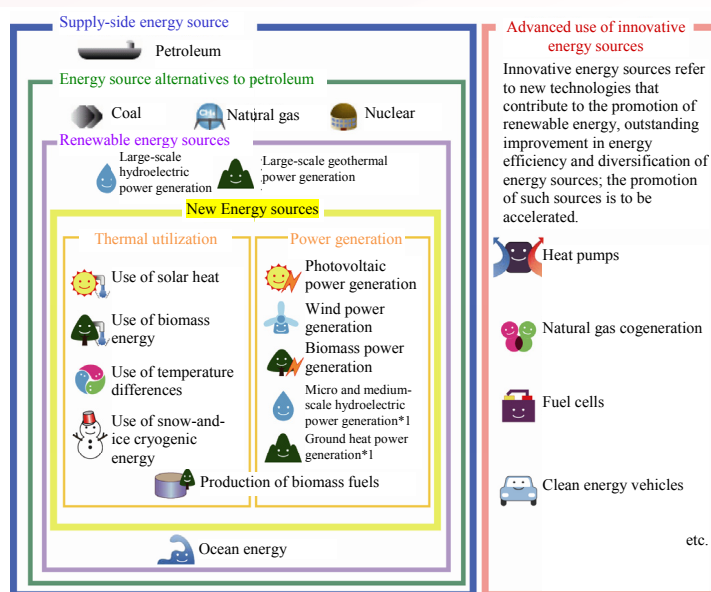 Supply-side energy source
Petroleum
Energy source alternatives to petroleum
Coal
CH4
Natural gas
Nuclear
Renewable energy sources
Large-scale
hydroelectric
power generation
Large-scale geothermal
power generation
New Energy sources
Thermal utilization
Use of solar heat
Use of biomass
energy
Use of temperature
differences
Use of snow-and-
ice cryogenic
energy
Power generation
Photovoltaic
power generation
Wind power
generation
Biomass power
generation
Micro and medium-
scale hydroelectric
power generation*1
Ground heat power
generation*1
Production of biomass fuels
Ocean energy
Advanced use of innovative
energy sources
Innovative energy sources refer
to new technologies that
contribute to the promotion of
renewable energy, outstanding
improvement in energy
efficiency and diversification of
energy sources; the promotion
of such sources is to be
accelerated.
Heat pumps
Natural gas cogeneration
Fuel cells
Clean energy vehicles
etc.